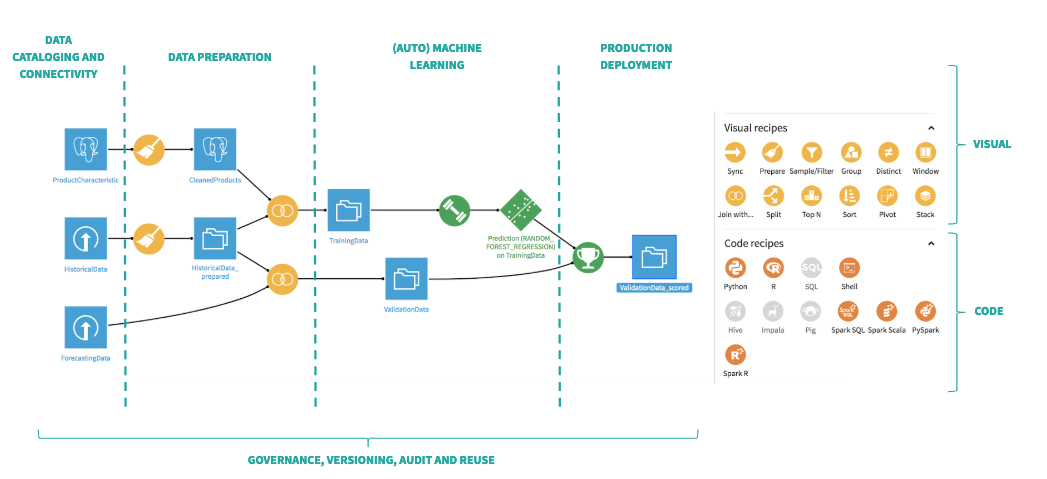 DATA
CATALOGING AND
CONNECTIVITY
DATA PREPARATION
(AUTO) MACHINE
LEARNING
PRODUCTION
DEPLOYMENT
ProductCharacteristic
CleanedProducts
HistoricalData
HistoricalData_
prepared
ForecastingData
TrainingData
ValidationData
Prediction (RANDOM_
FOREST_REGRESSION)
on TrainingData
ValidationData_scored
GOVERNANCE, VERSIONING, AUDIT AND REUSE
Visual recipes
Sync Prepare Sample/Filter Group Distinct Window
Join with... Split Top N Sort Pivot Stack
VISUAL
Code recipes
SQL
Python R SQL Shell
Spark SQL
Hive Impala Pig Spark SQL Spark Scala PySpark
R
Spark R
CODE